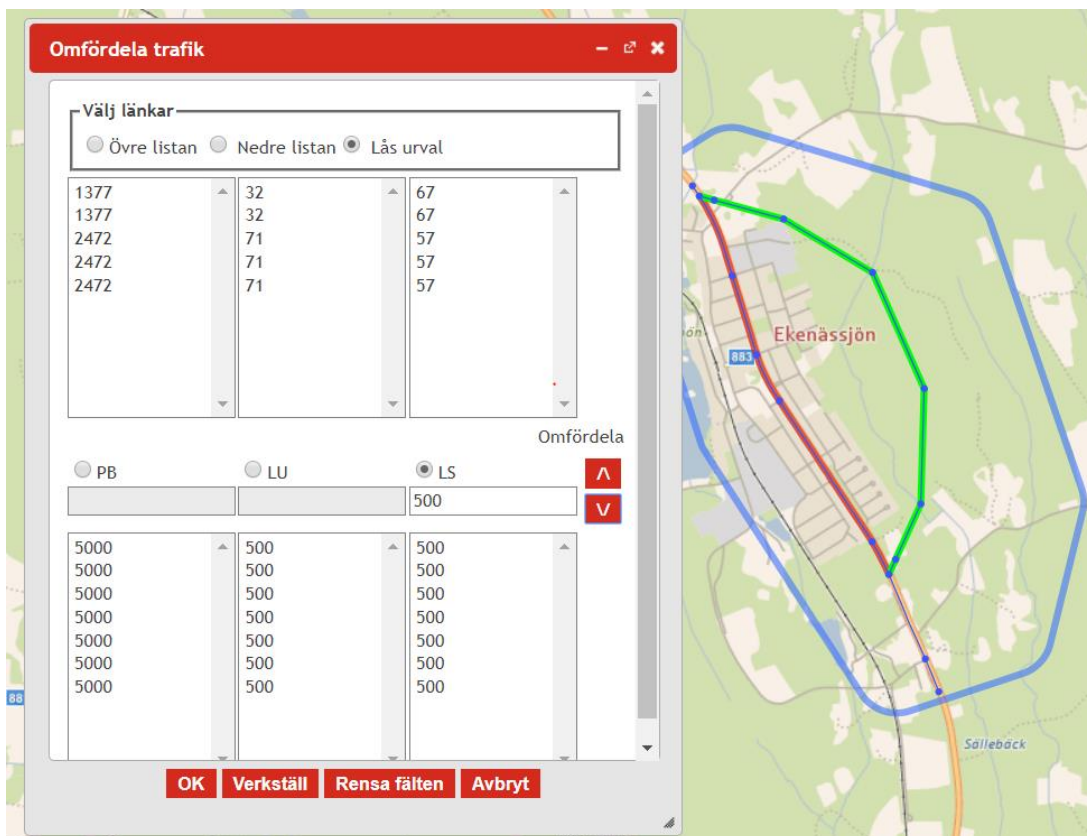 Omfördela trafik
Välj länkar
Övre listan Nedre listan Lås urval
1377 32 67
1377 32 67
2472 71 57
2472 71 57
2472 71 57
Omfördela
PB LU LS
500
5000 500 500
5000 500 500
5000 500 500
5000 500 500
5000 500 500
5000 500 500
5000 500 500
OK Verkställ Rensa fälten Avbryt
Ekenässjön
883
Sällebäck
88